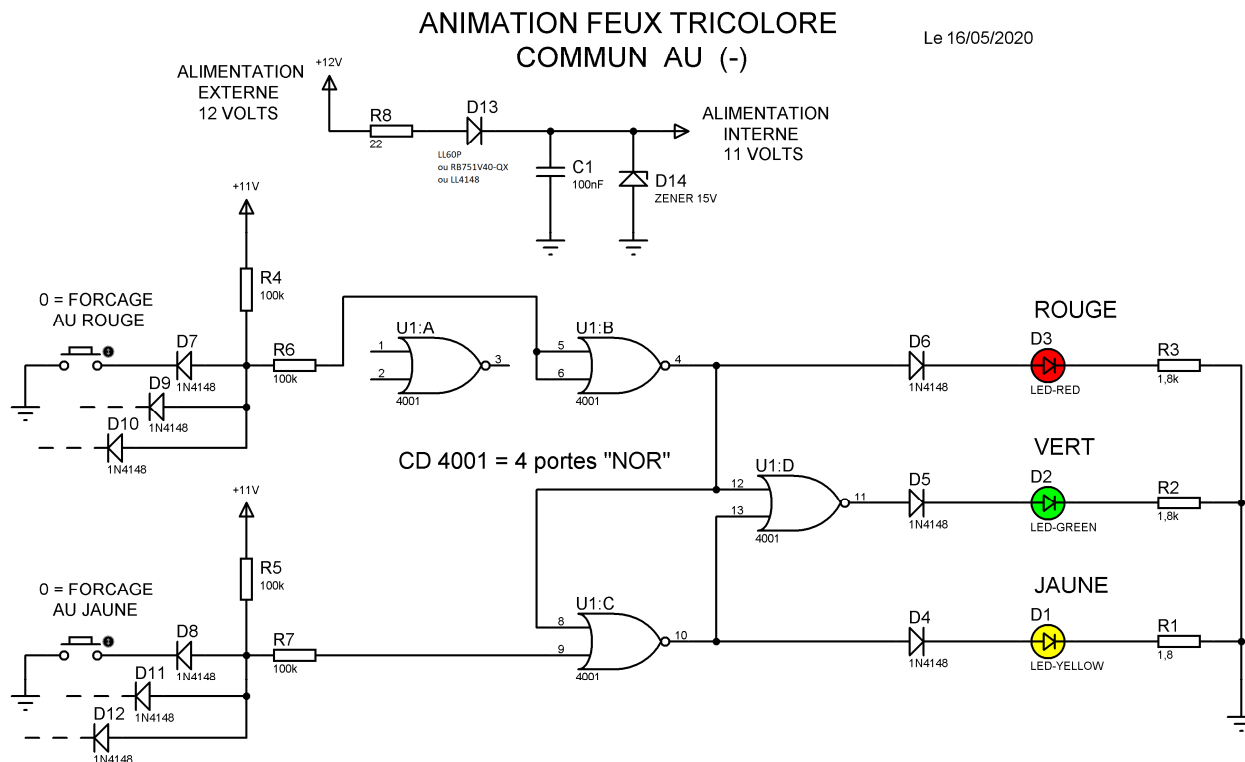 ANIMATION FEUX TRICOLORE
COMMUN AU (-)
Le 16/05/2020
ALIMENTATION
EXTERNE
12 VOLTS
+12V
R8
22
D13
LL60P
ou RB751V40-QX
ou LL4148
C1
100nF
D14
ZENER 15V
ALIMENTATION
INTERNE
11 VOLTS
+11V
R4
100k
0 = FORCAGE
AU ROUGE
D7
1N4148
D9
1N4148
D10
1N4148
R6
100k
U1:A
1
2
3
4001
U1:B
5
6
4
4001
D6
1N4148
ROUGE
D3
LED-RED
R3
1,8k
CD 4001 = 4 portes "NOR"
U1:D
12
13
11
4001
D5
1N4148
VERT
D2
LED-GREEN
R2
1,8k
+11V
R5
100k
0 = FORCAGE
AU JAUNE
D8
1N4148
D11
1N4148
D12
1N4148
R7
100k
U1:C
8
9
10
4001
D4
1N4148
JAUNE
D1
LED-YELLOW
R1
1,8